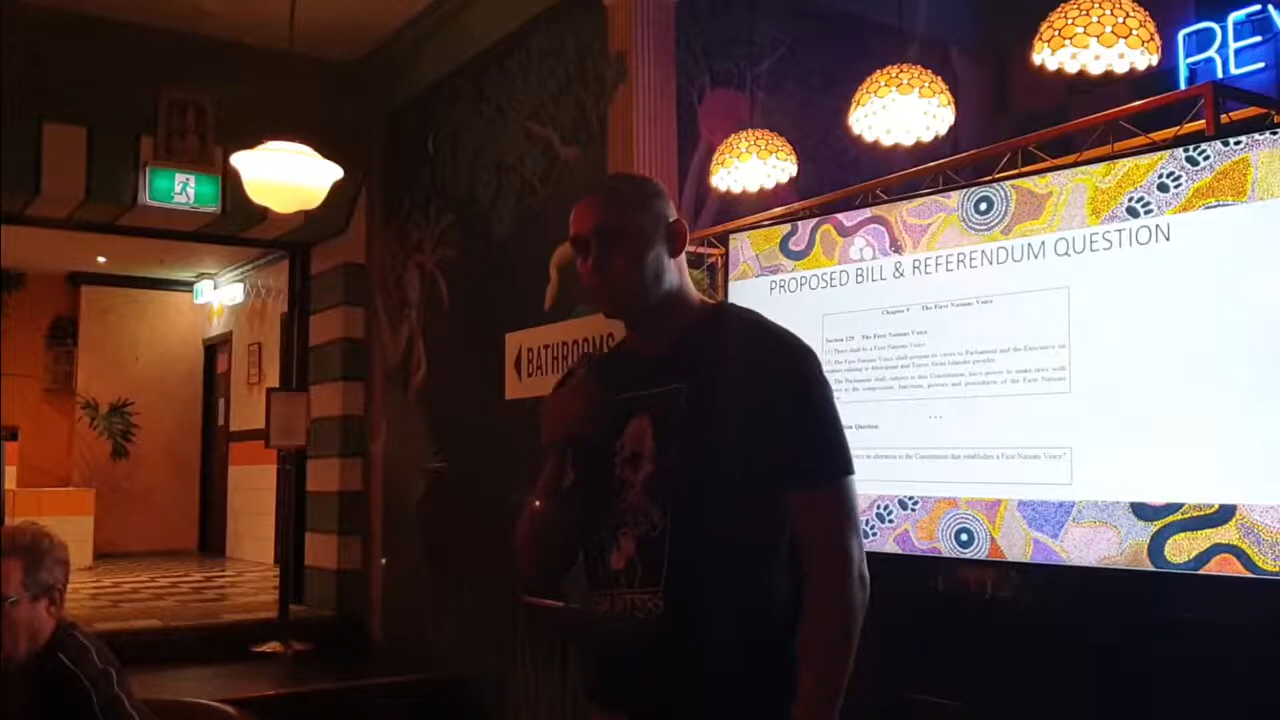 RE
BATHROOMS
PROPOSED BILL & REFERENDUM QUESTION
Chapter 9 The First Nations Voice
Section 129 The First Nations Voice
(1) There shall be a First Nations Voice
(2) The First Nations Voice shall present its views to Parliament and the Executive on
matters relating to Aboriginal and Torres Strait Islander peoples
The Parliament shall, subject to this Constitution, have power to make laws with
to the composition, functions, powers and procedures of the First Nations
...
Question
an alteration to the Constitution that establishes a First Nations Voice?